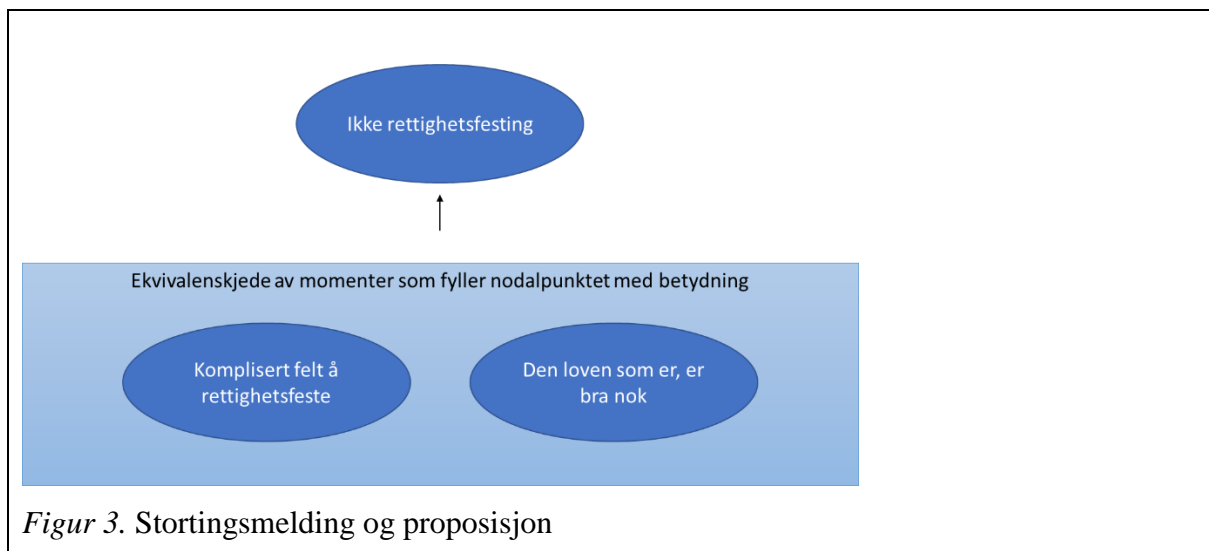 Ikke rettighetsfesting
Ekvivalenskjede av momenter som fyller nodalpunktet med betydning
Komplisert felt å
rettighetsfeste
Den loven som er, er
bra nok
Figur 3. Stortingsmelding og proposisjon